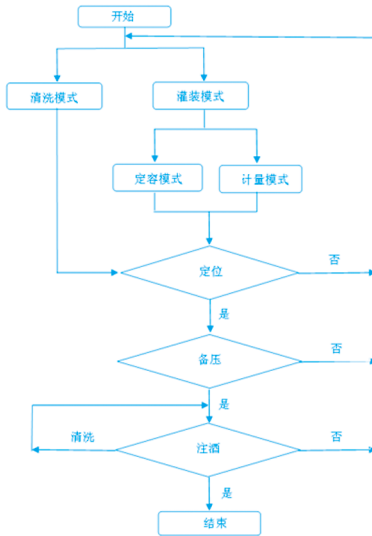 开始
清洗模式
灌装模式
定容模式
计量模式
定位
否
是
备压
否
是
清洗
注酒
否
是
结束